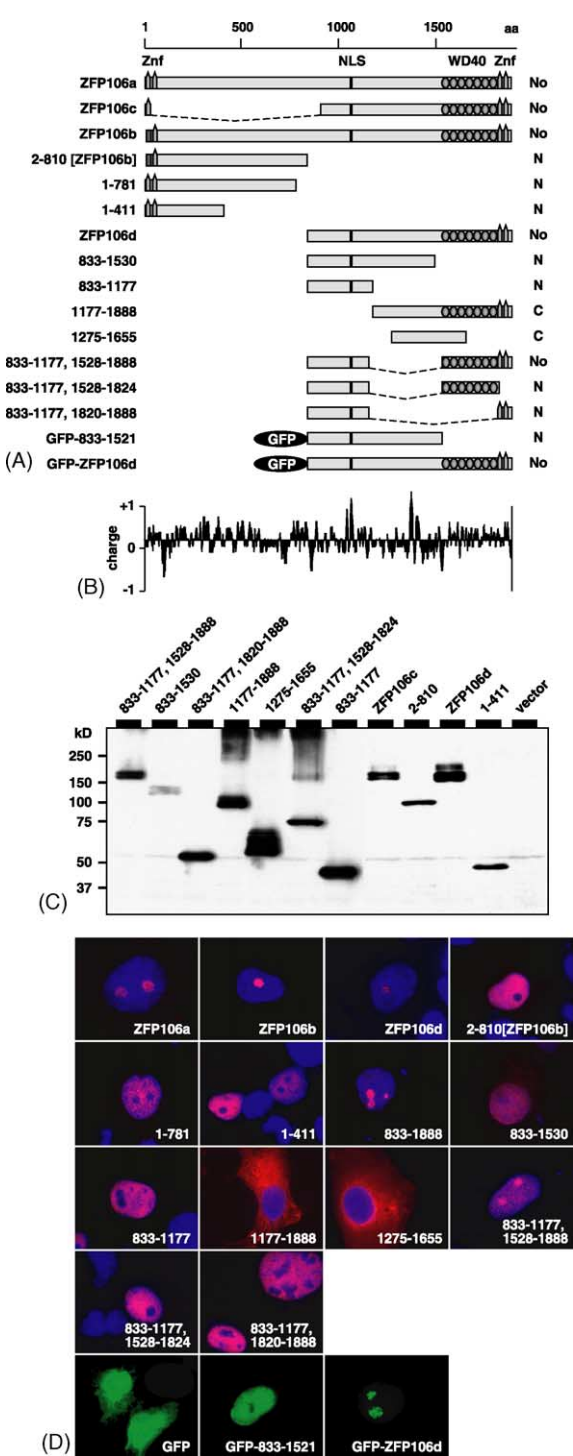 1 500 1000 1500 aa
Znf NLS WD40 Znf
ZFP106a No
ZFP106c No
ZFP106b No
2-810 [ZFP106b] N
1-781 N
1-411 N
ZFP106d No
833-1530 N
833-1177 N
1177-1888 C
1275-1655 C
833-1177, 1528-1888 No
833-1177, 1528-1824 N
833-1177, 1820-1888 N
GFP-833-1521 GFP N
(A) GFP-ZFP106d GFP No
+1
charge 0
(B) -1
833-1177, 1528-1888
833-1530
833-1177, 1820-1888
1177-1888
1275-1655
833-1177, 1528-1824
833-1177
ZFP106c
2-810
ZFP106d
1-411
vector
kD
250
150
100
75
50
37
(C)
ZFP106a ZFP106b ZFP106d 2-810[ZFP106b]
1-781 1-411 833-1888 833-1530
833-1177 1177-1888 1275-1655 833-1177,
1528-1888
833-1177, 833-1177,
1528-1824 1820-1888
(D) GFP GFP-833-1521 GFP-ZFP106d